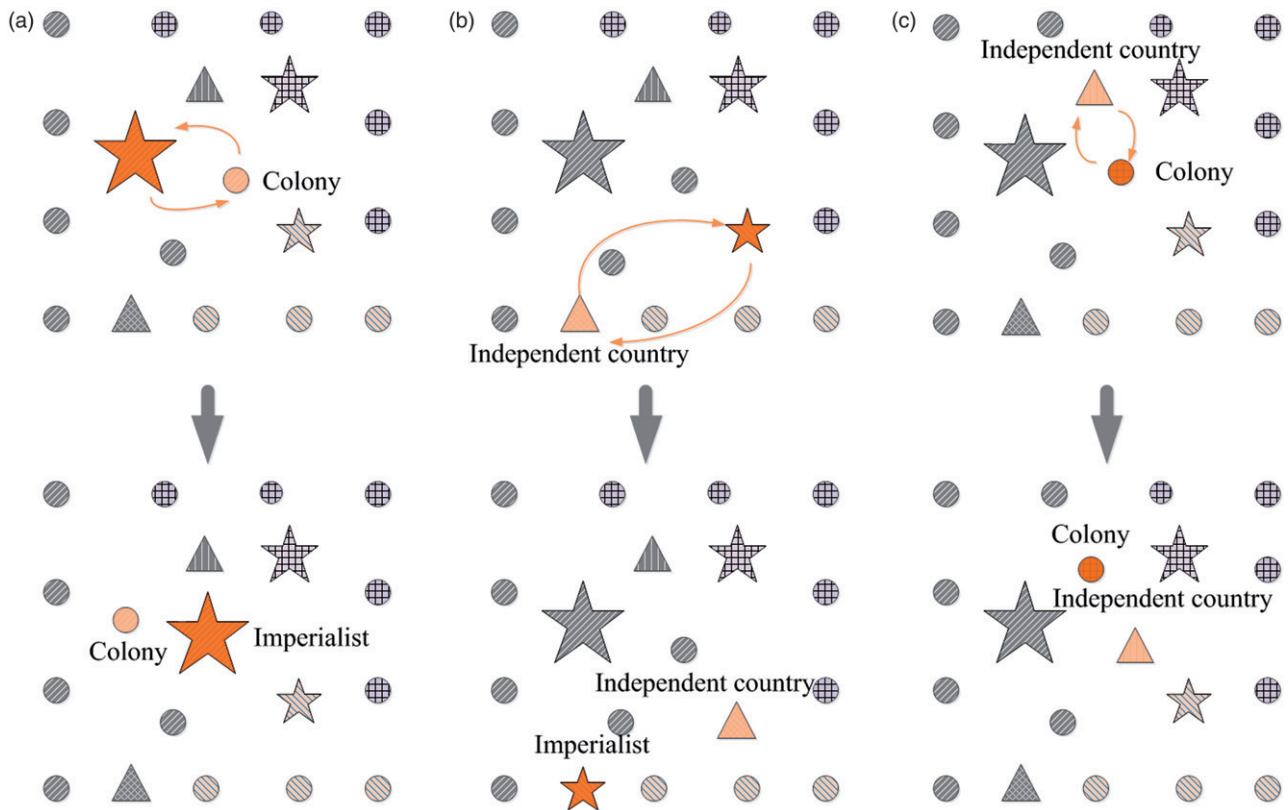 (a)
(b)
(c)
Independent country
Colony
Colony
Independent country
Colony
Independent country
Colony
Imperialist
Independent country
Imperialist